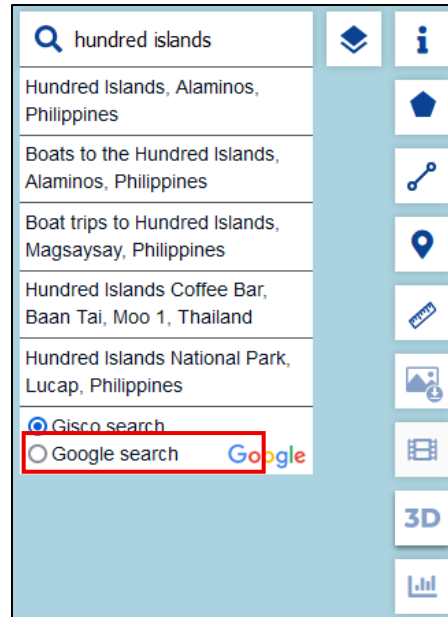 hundred islands
Hundred Islands, Alaminos,
Philippines
Boats to the Hundred Islands,
Alaminos, Philippines
Boat trips to Hundred Islands,
Magsaysay, Philippines
Hundred Islands Coffee Bar,
Baan Tai, Moo 1, Thailand
Hundred Islands National Park,
Lucap, Philippines
Gisco search
Google search Google
3D